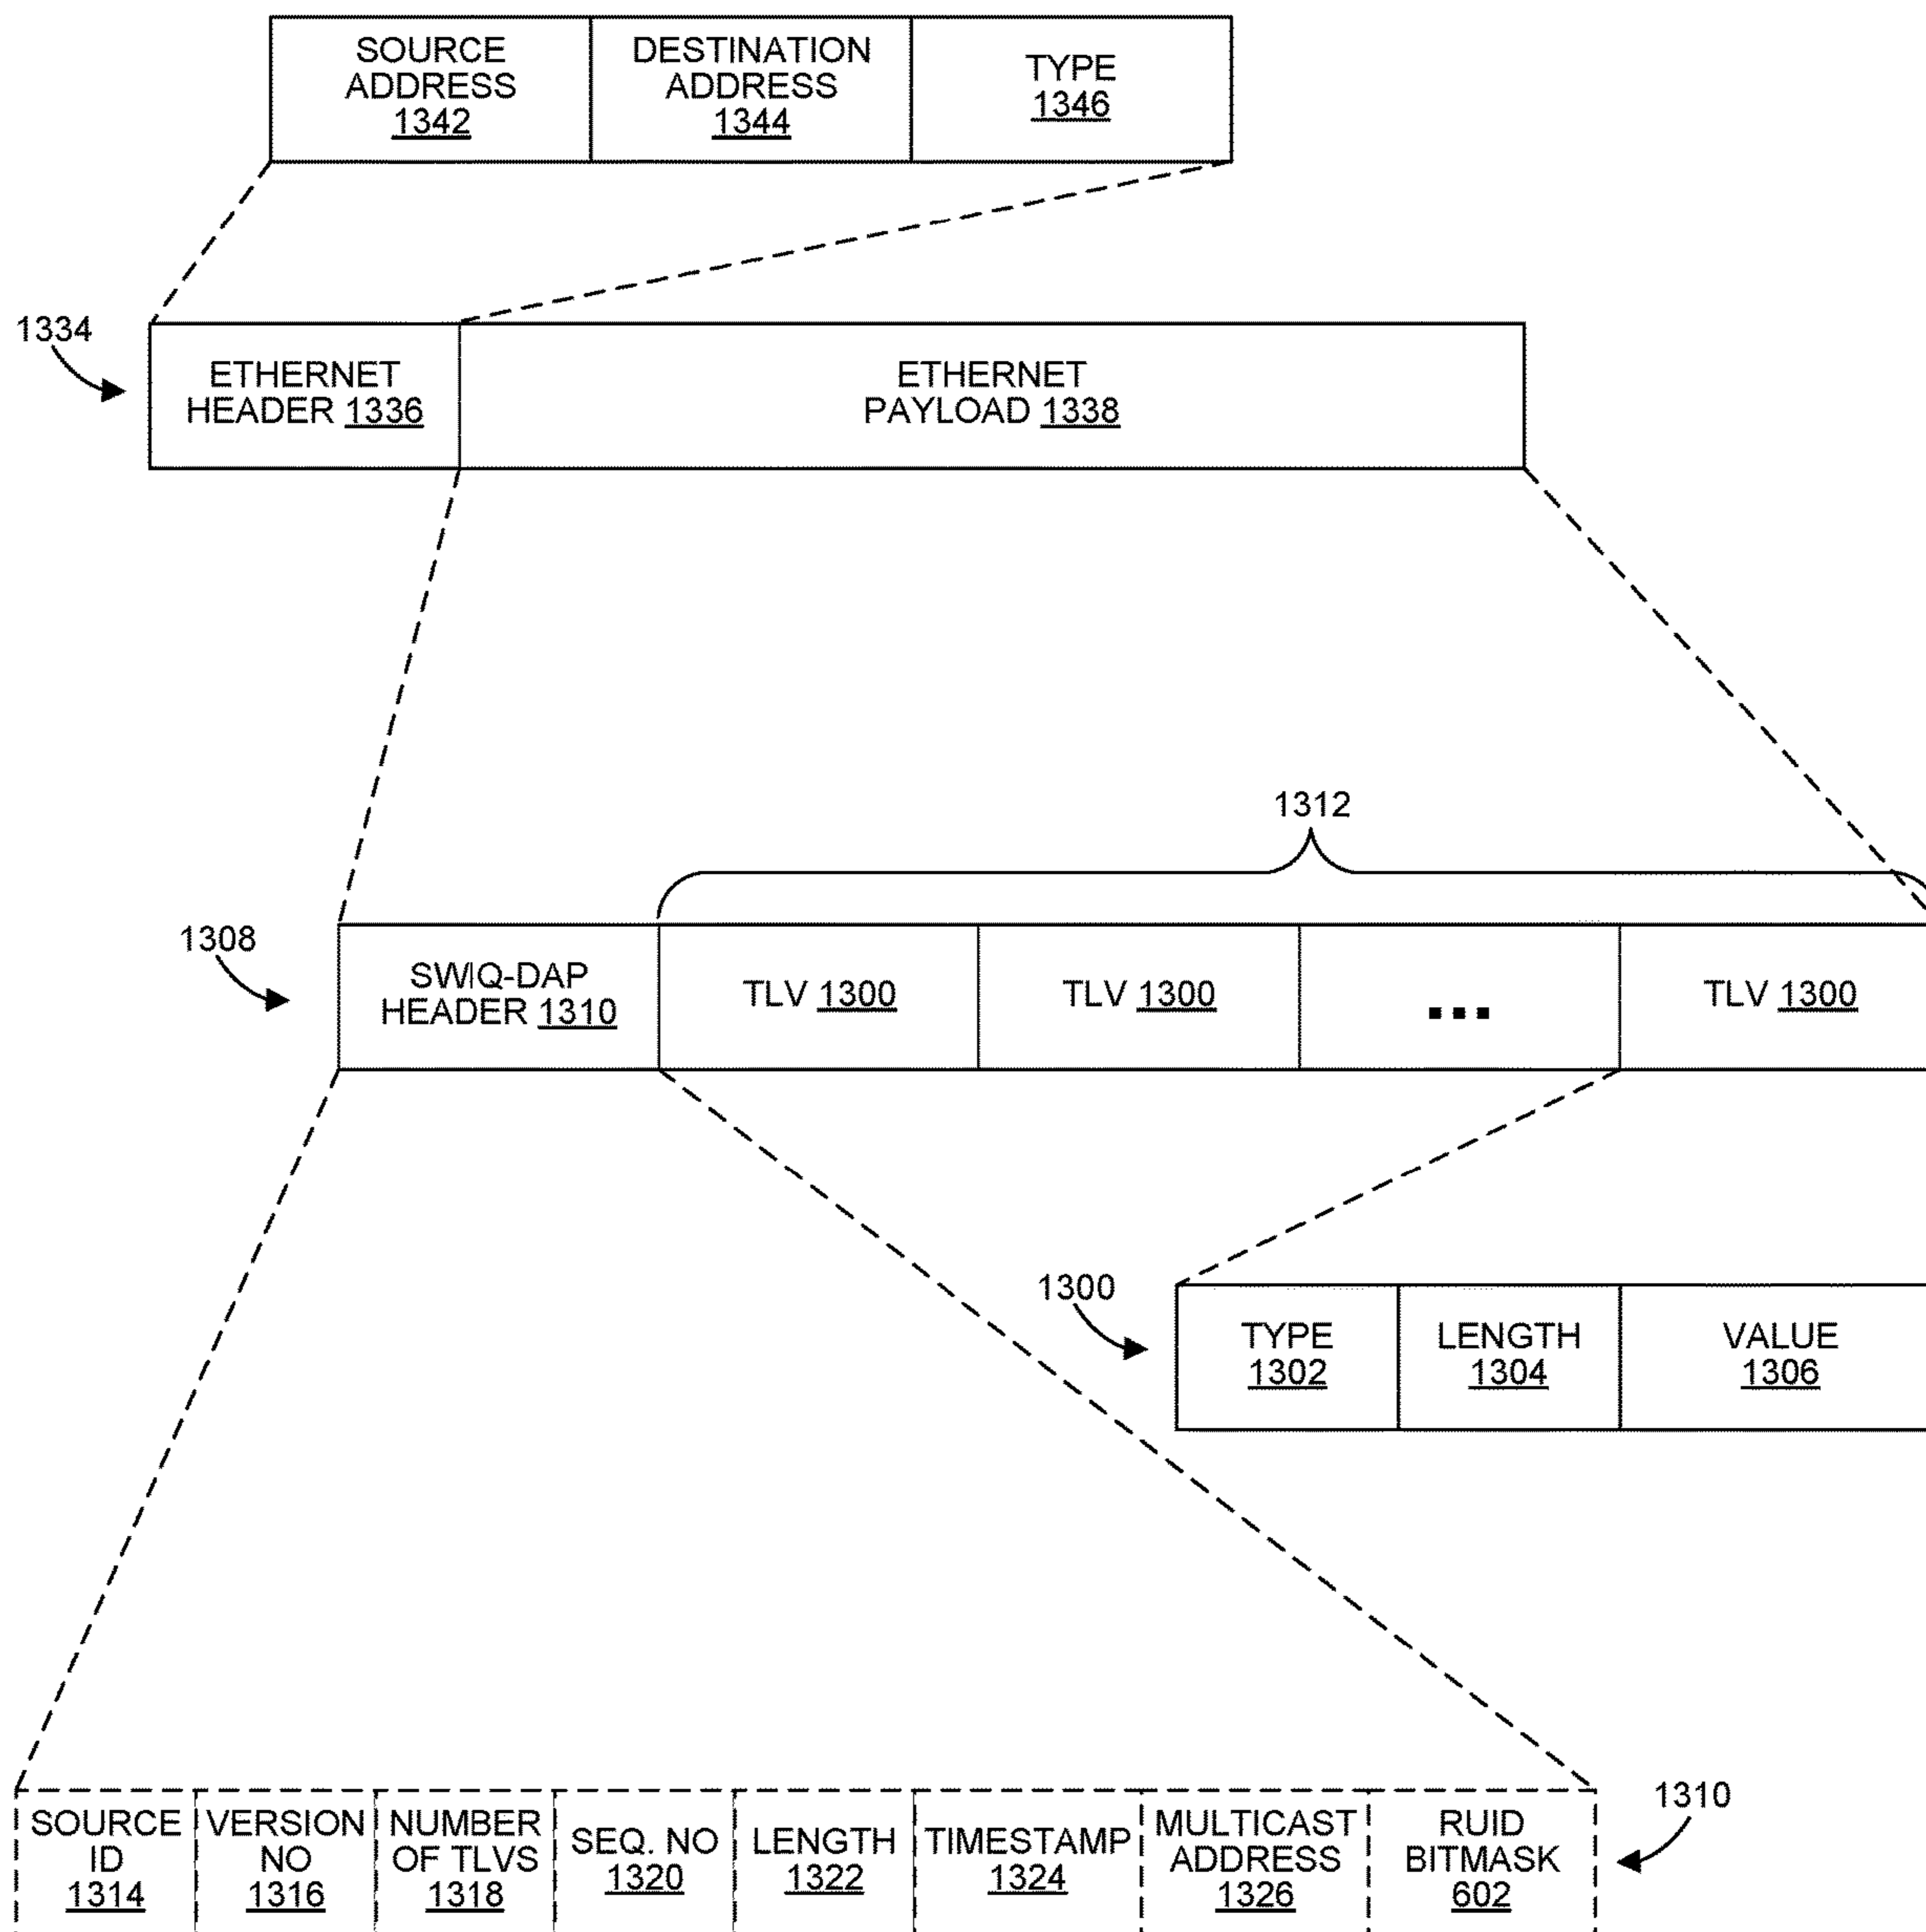 SOURCE ADDRESS 1342
DESTINATION ADDRESS 1344
TYPE 1346
1334
ETHERNET HEADER 1336
ETHERNET PAYLOAD 1338
1312
1308
SWIQ-DAP HEADER 1310
TLV 1300
TLV 1300
...
TLV 1300
1300
TYPE 1302
LENGTH 1304
VALUE 1306
SOURCE ID 1314
VERSION NO 1316
NUMBER OF TLVS 1318
SEQ. NO 1320
LENGTH 1322
TIMESTAMP 1324
MULTICAST ADDRESS 1326
RUID BITMASK 602
1310